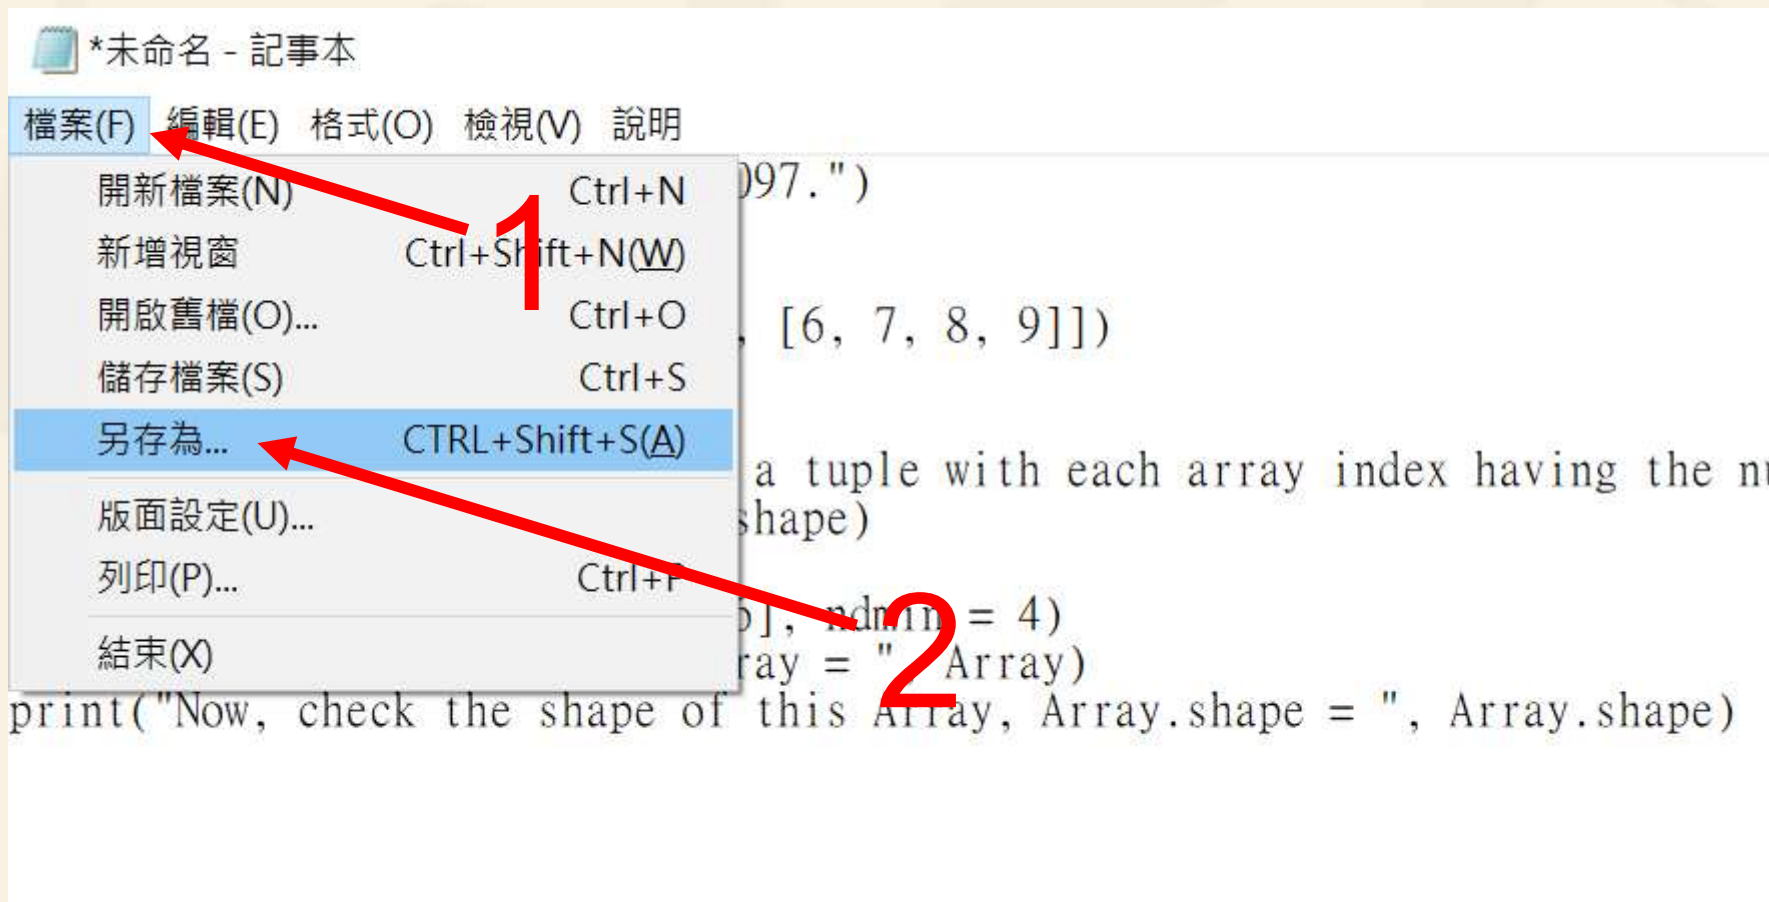 *未命名 - 記事本
檔案(F) 編輯(E) 格式(O) 檢視(V) 說明
開新檔案(N) Ctrl+N
新增視窗 Ctrl+Shift+N(W)
開啟舊檔(O)... Ctrl+O
儲存檔案(S) Ctrl+S
另存為... CTRL+Shift+S(A)
版面設定(U)...
列印(P)... Ctrl+P
結束(X)
1
2
097.")
, [6, 7, 8, 9]])
a tuple with each array index having the
shape)
], ndmin = 4)
ray = ", Array)
print("Now, check the shape of this Array, Array.shape = ", Array.shape)